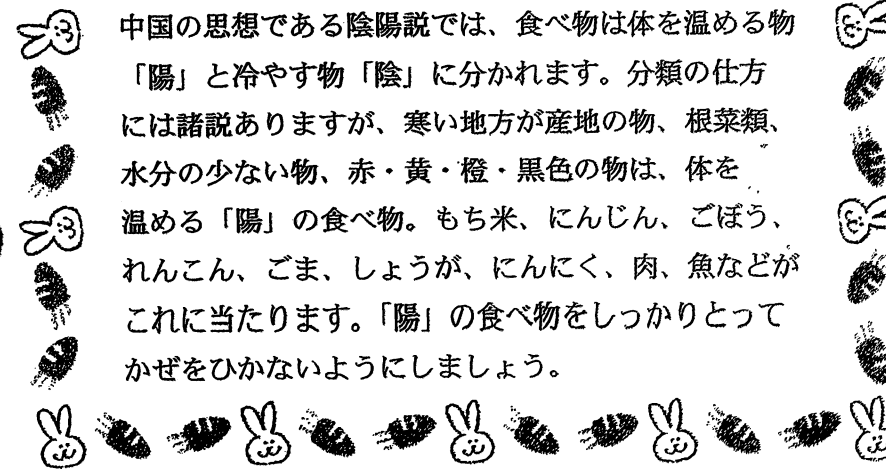 中国の思想である陰陽説では、食べ物は体を温める物
「陽」と冷やす物「陰」に分かれます。分類の仕方
には諸説ありますが、寒い地方が産地の物、根菜類、
水分の少ない物、赤・黄・橙・黒色の物は、体を
温める「陽」の食べ物。もち米、にんじん、ごぼう、
れんこん、ごま、しょうが、にんにく、肉、魚などが
これに当たります。「陽」の食べ物をしっかりとって
かぜをひかないようにしましょう。